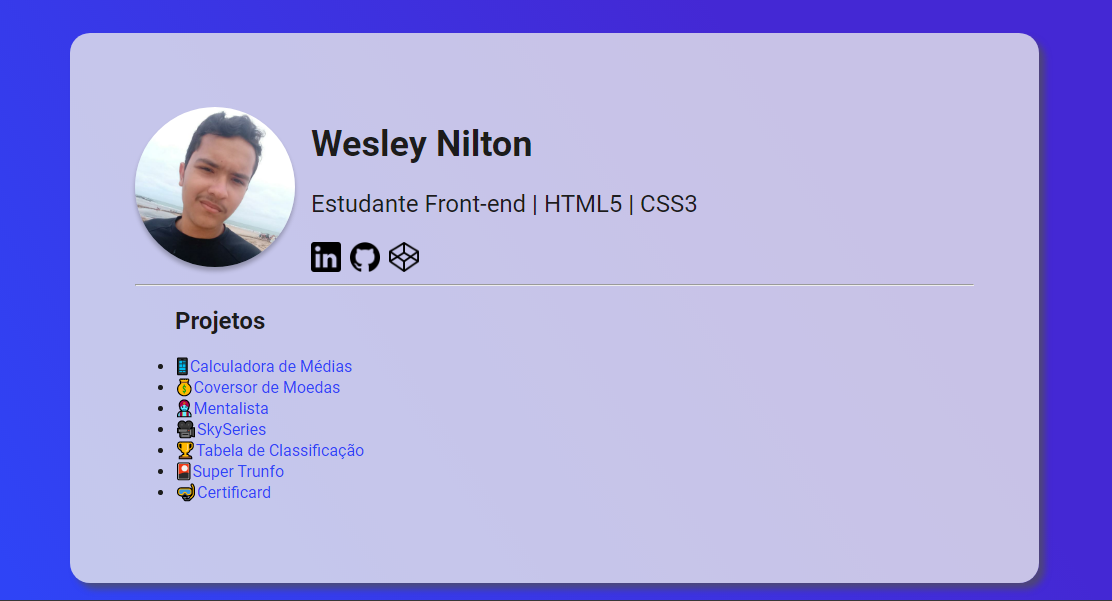 Wesley Nilton
Estudante Front-end | HTML5 | CSS3
in
Projetos
Calculadora de Médias
Coversor de Moedas
Mentalista
SkySeries
Tabela de Classificação
Super Trunfo
Certificard